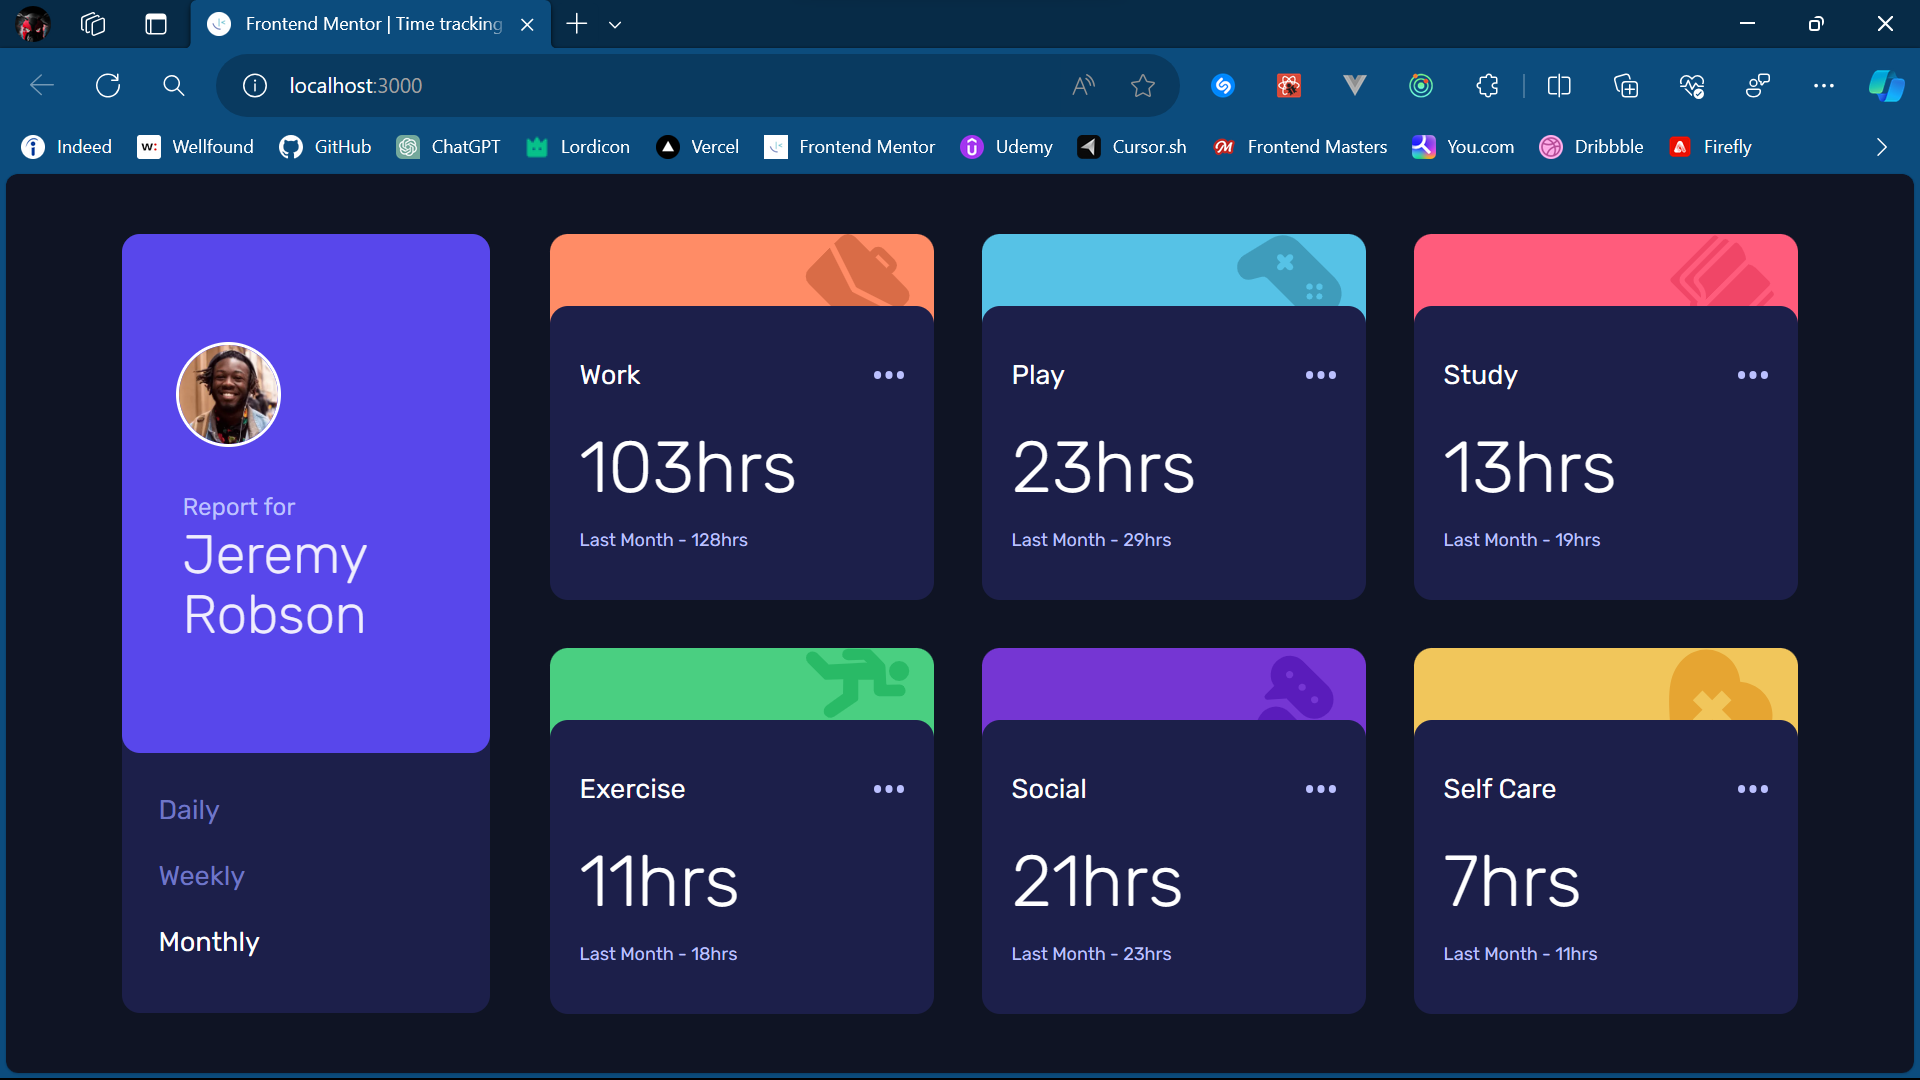 Frontend Mentor | Time tracking
localhost:3000
Indeed
Wellfound
GitHub
ChatGPT
Lordicon
Vercel
Frontend Mentor
Udemy
Cursor.sh
Frontend Masters
You.com
Dribbble
Firefly
Report for
Jeremy
Robson
Daily
Weekly
Monthly
Work
103hrs
Last Month - 128hrs
Play
23hrs
Last Month - 29hrs
Study
13hrs
Last Month - 19hrs
Exercise
11hrs
Last Month - 18hrs
Social
21hrs
Last Month - 23hrs
Self Care
7hrs
Last Month - 11hrs